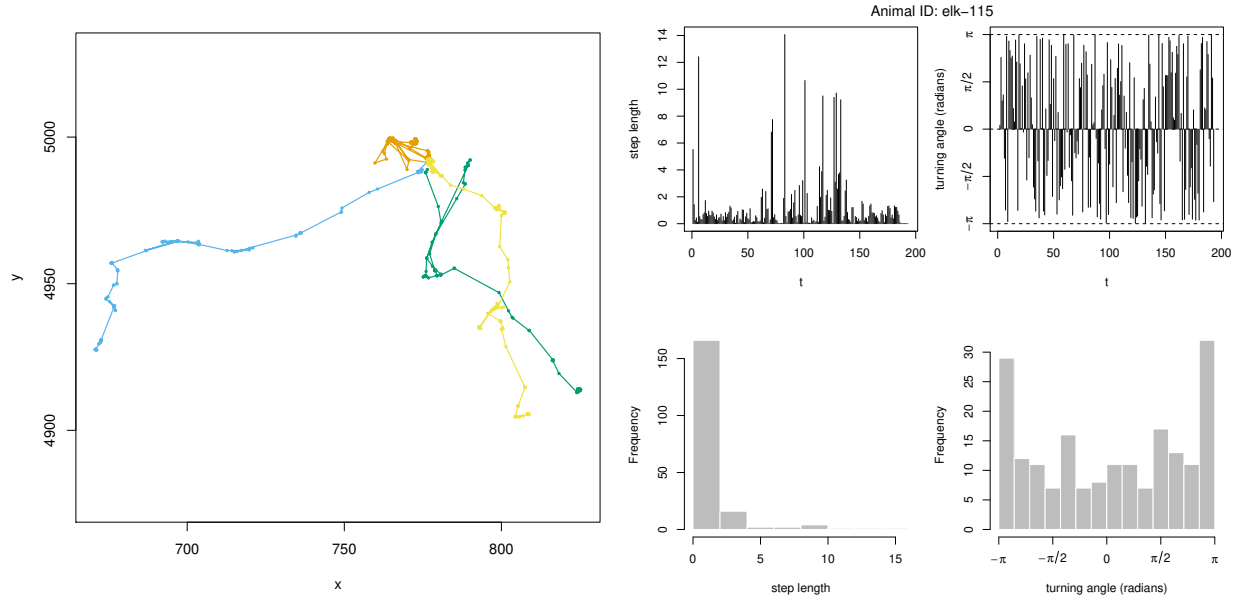 Animal ID: elk−115
y
5000
4950
4900
700
750
800
x
step length
14
12
10
8
6
4
2
0
0
50
100
150
200
t
turning angle (radians)
π
π/2
0
−π/2
−π
0
50
100
150
200
t
Frequency
150
100
50
0
0
5
10
15
step length
Frequency
30
25
20
15
10
5
0
−π
−π/2
0
π/2
π
turning angle (radians)